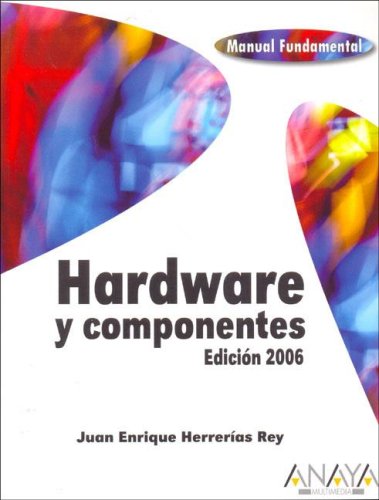 Manual Fundamental
Hardware
y componentes
Edición 2006
Juan Enrique Herrerías Rey
ANAYA
MULTIMEDIA